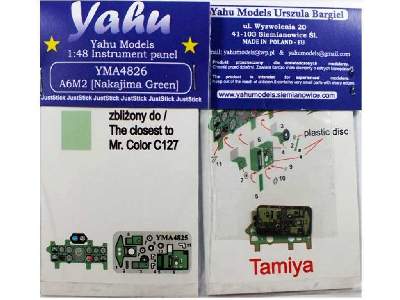 Yahu
Yahu Models
1:48 Instrument panel
YMA4826
A6M2 [Nakajima Green]
JustStick JustStick JustStick JustStick JustStick
zbliżony do /
The closest to
Mr. Color C127
YMA4825
Yahu Models Urszula Bargiel
ul. Wyzwolenia 20
41-103 Siemianowice Śl.
MADE IN POLAND - EU
www.yahumodels.siemianowice.com
plastic disc
Tamiya